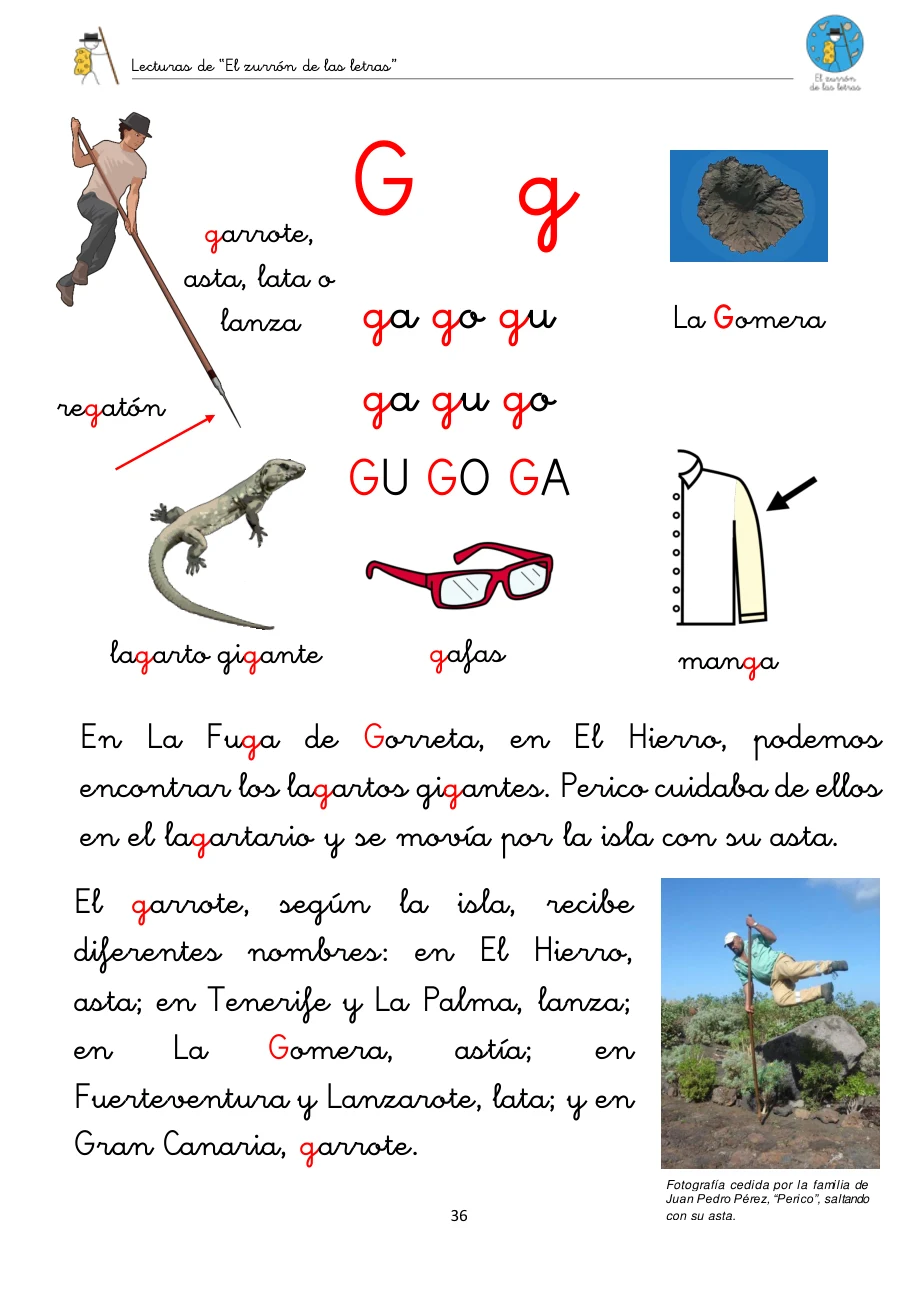 Lecturas de "El zurrón de las letras"
El zurrón
de las letras
G g
garrote,
asta, lata o
lanza
ga go gu
La Gomera
regatón
ga gu go
GU GO GA
lagarto gigante
gafas
manga
En La Fuga de Gorreta, en El Hierro, podemos
encontrar los lagartos gigantes. Perico cuidaba de ellos
en el lagartario y se movía por la isla con su asta.
El garrote, según la isla, recibe
diferentes nombres: en El Hierro,
asta; en Tenerife y La Palma, lanza;
en La Gomera, astía; en
Fuerteventura y Lanzarote, lata; y en
Gran Canaria, garrote.
Fotografía cedida por la familia de
Juan Pedro Pérez, "Perico", saltando
con su asta.
36